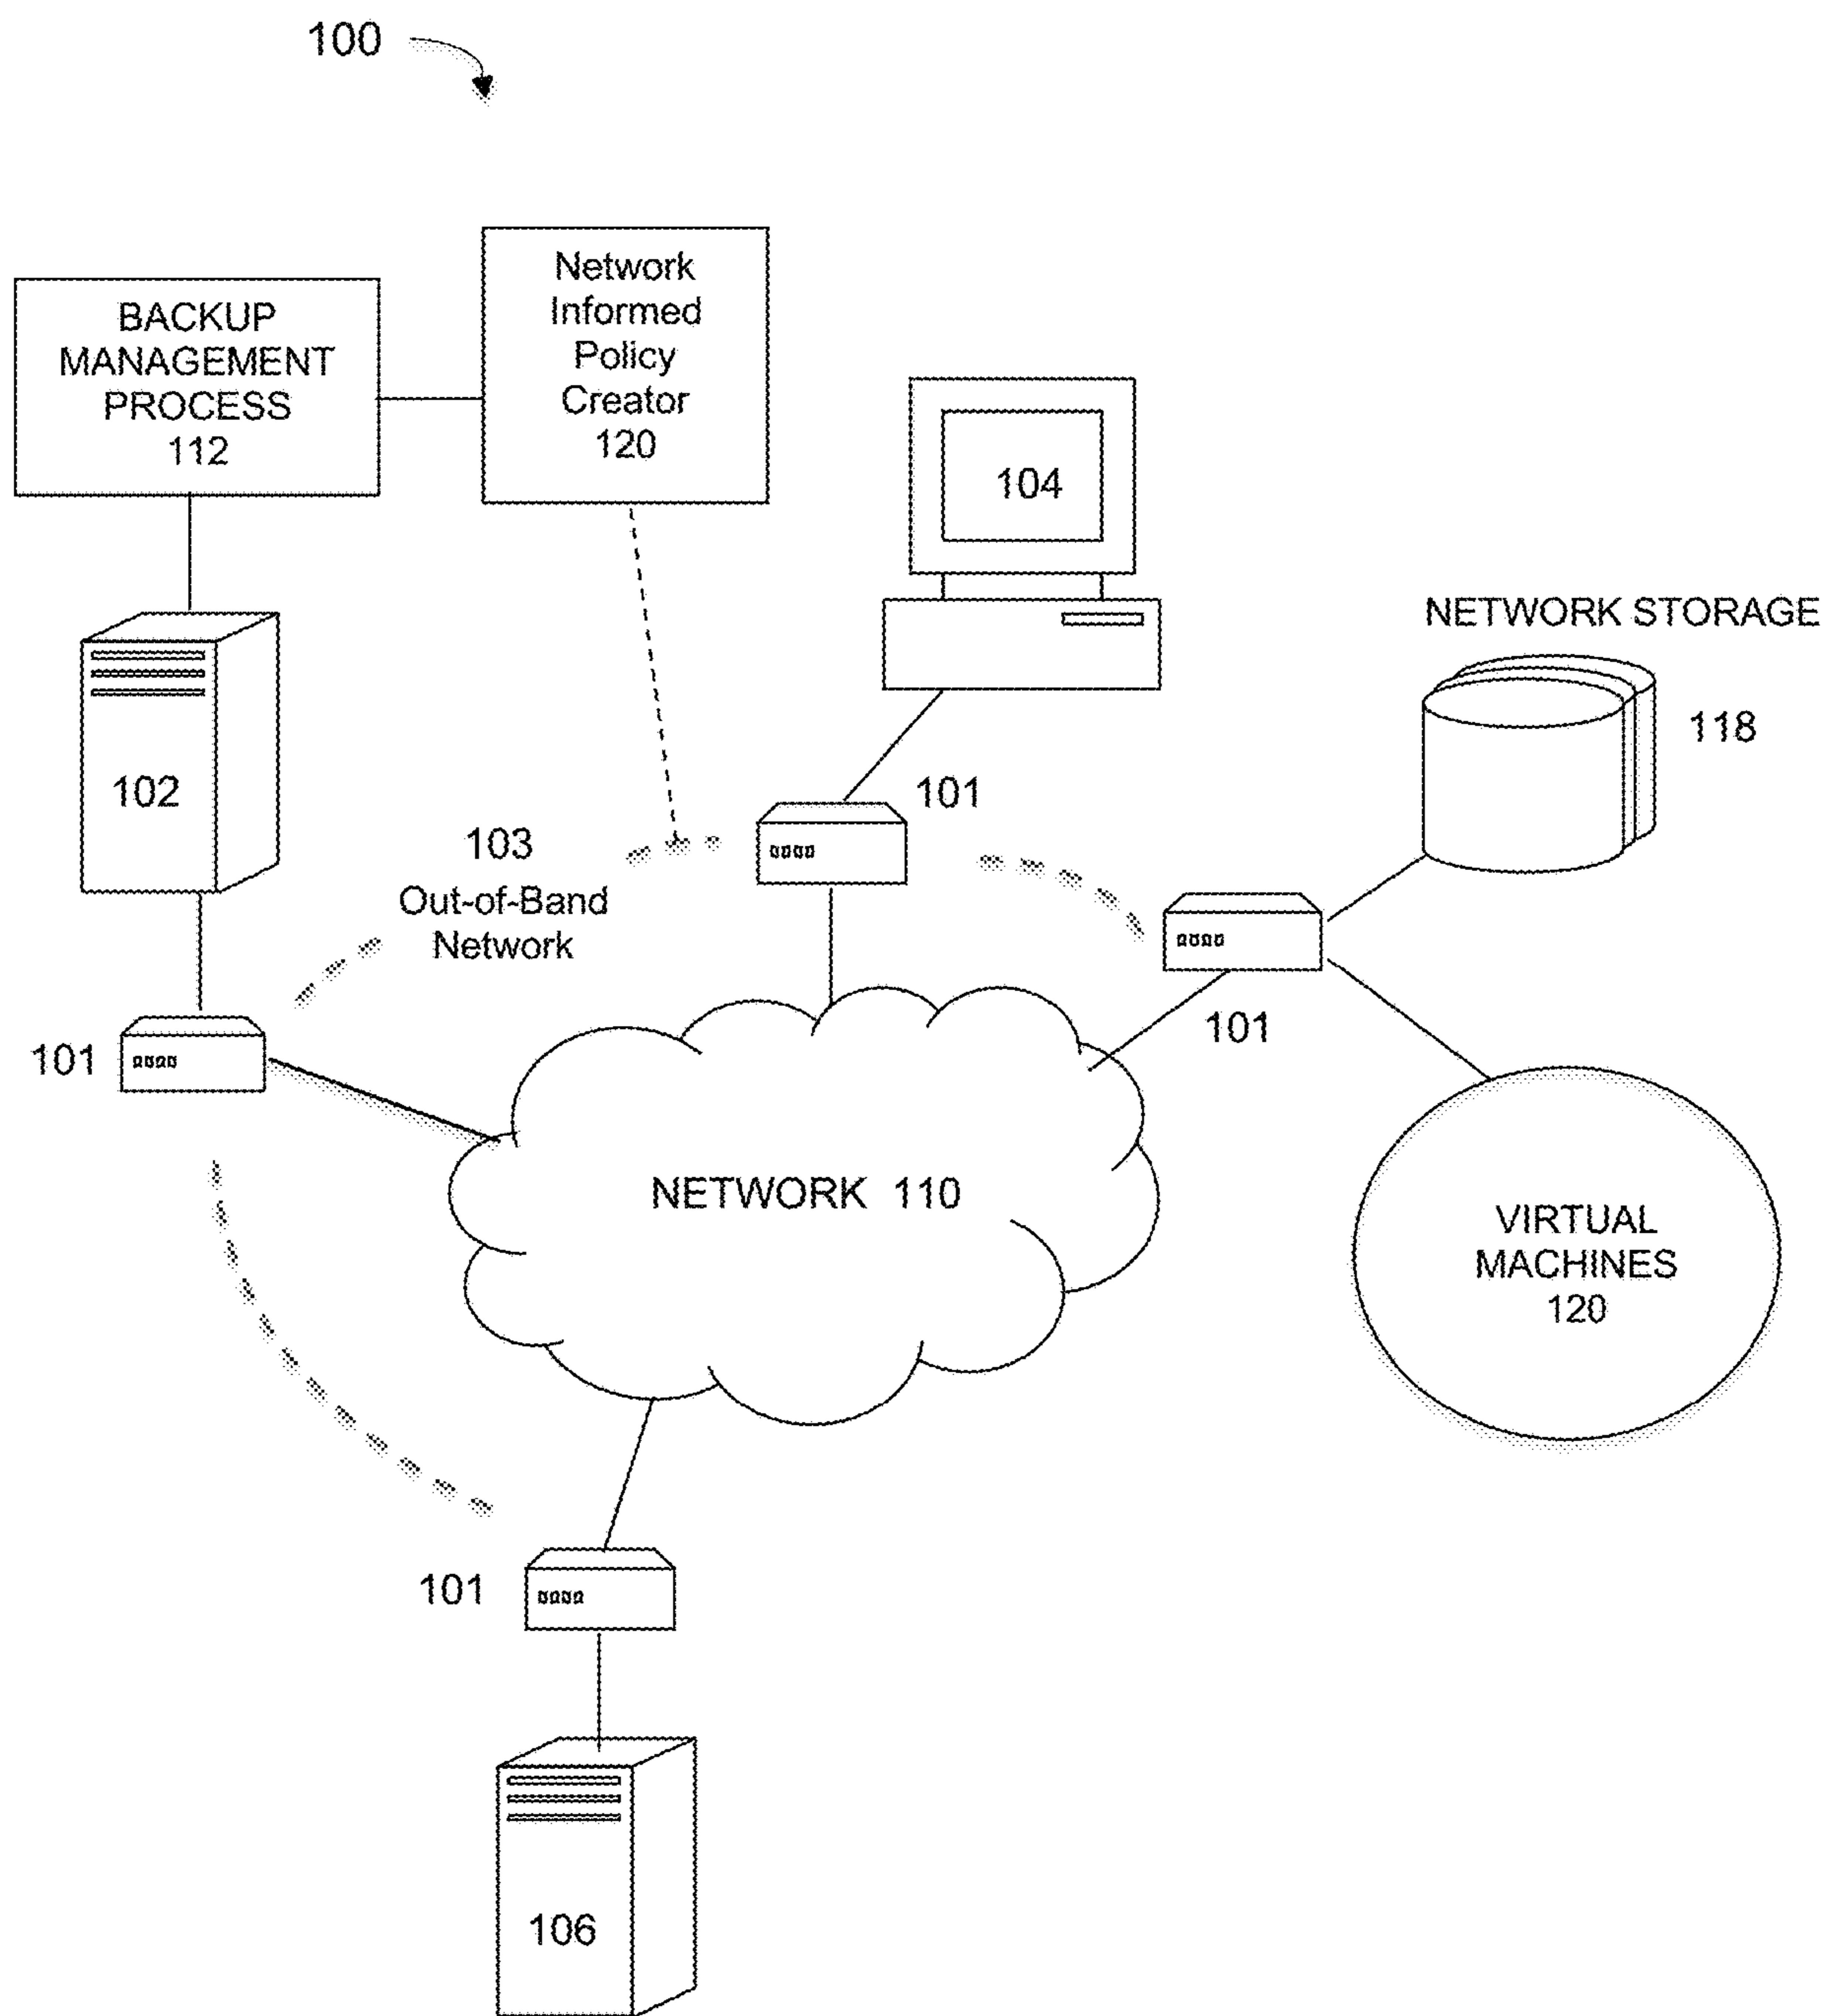 100
BACKUP
MANAGEMENT
PROCESS
112
Network
Informed
Policy
Creator
120
104
NETWORK STORAGE
118
102
101
103
Out-of-Band
Network
101
101
NETWORK 110
VIRTUAL
MACHINES
120
101
106